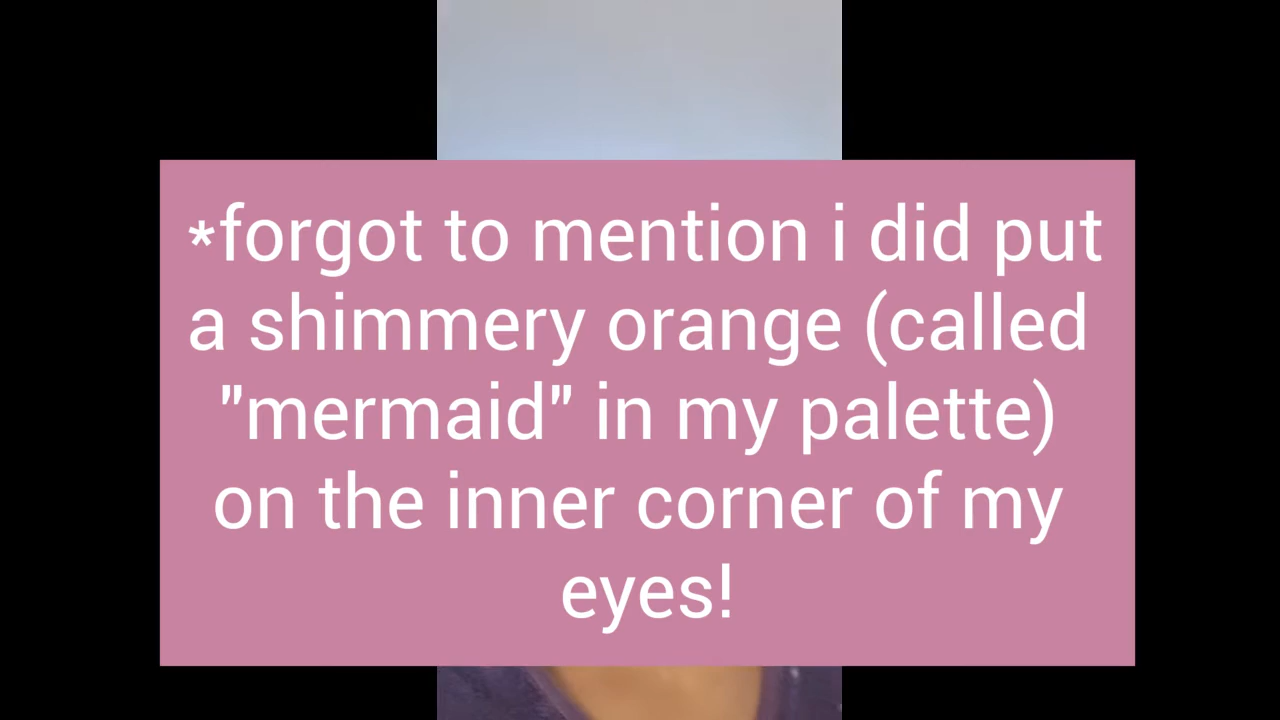 *forgot to mention i did put
a shimmery orange (called
"mermaid" in my palette)
on the inner corner of my
eyes!